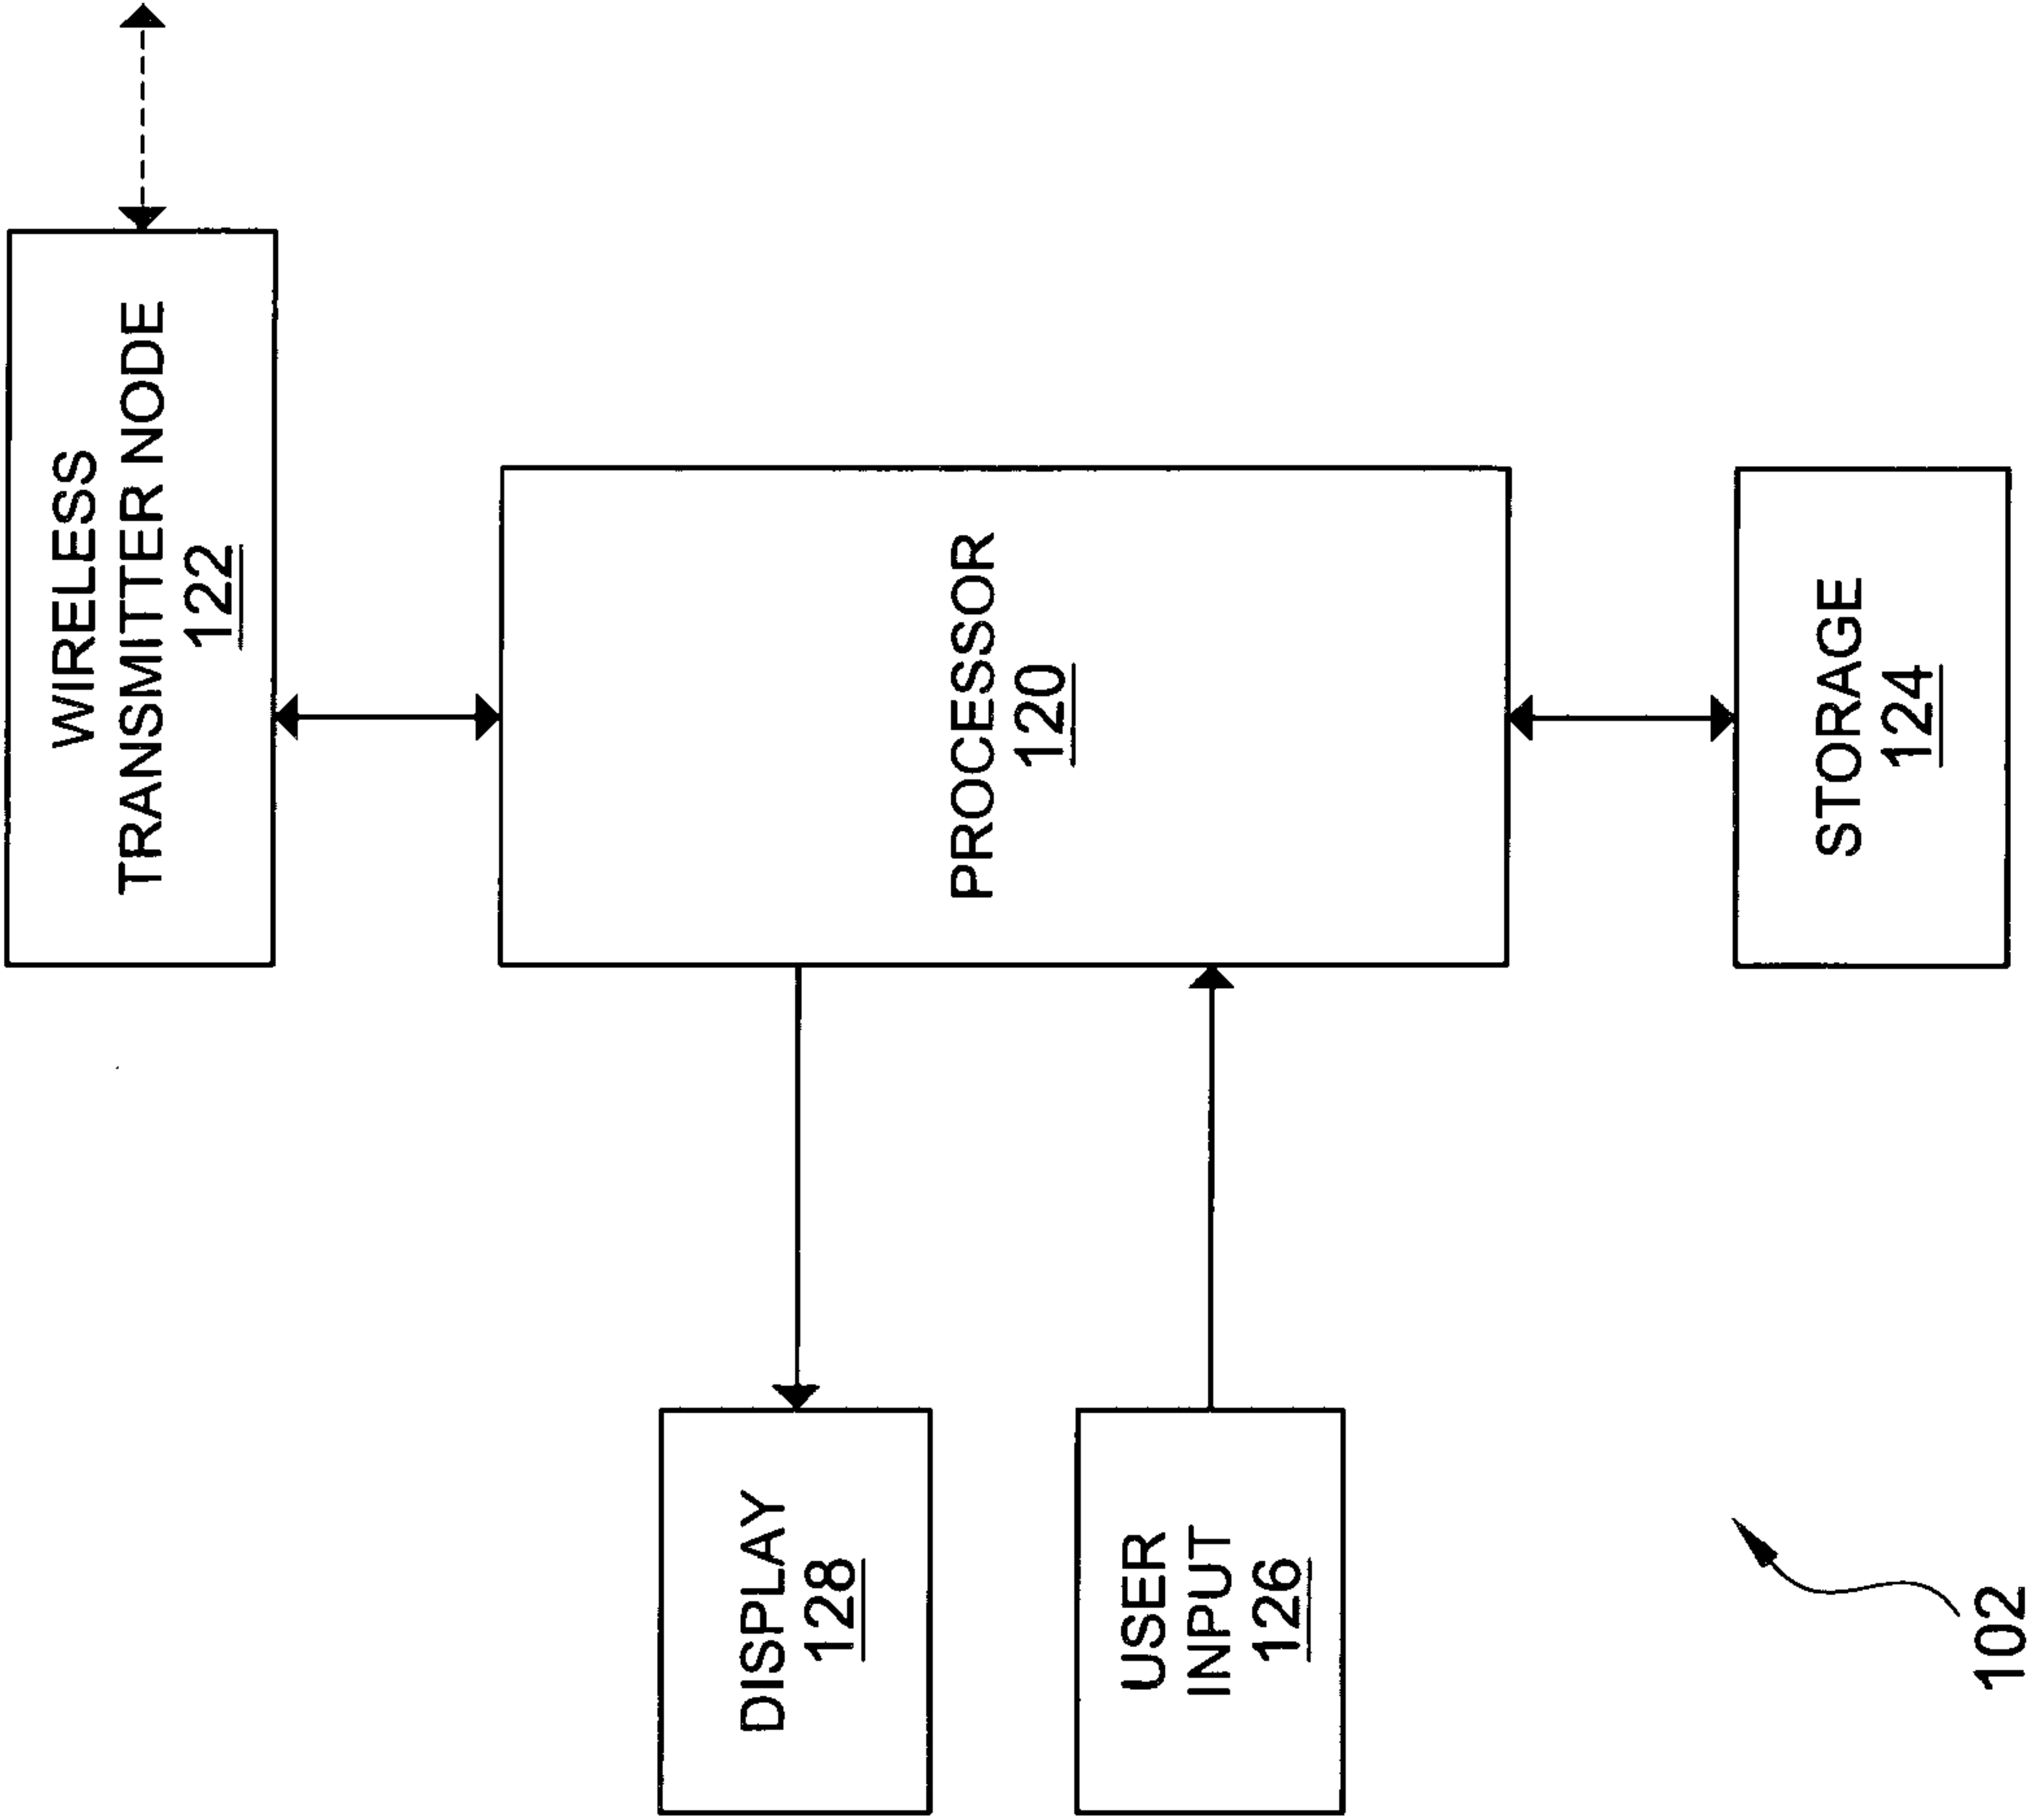 WIRELESS
TRANSMITTER NODE
122
PROCESSOR
120
STORAGE
124
DISPLAY
128
USER
INPUT
126
102